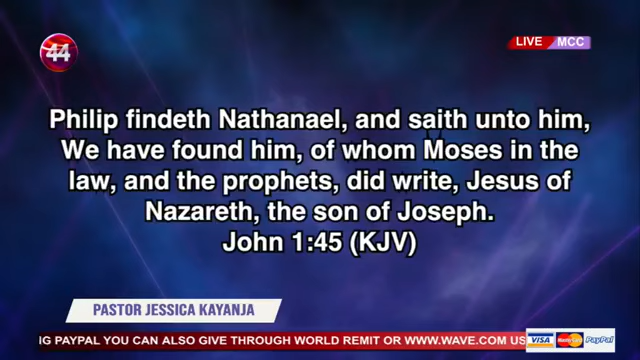 44
LIVE MCC
Philip findeth Nathanael, and saith unto him,
We have found him, of whom Moses in the
law, and the prophets, did write, Jesus of
Nazareth, the son of Joseph.
John 1:45 (KJV)
PASTOR JESSICA KAYANJA
NG PAYPAL YOU CAN ALSO GIVE THROUGH WORLD REMIT OR WWW.WAVE.COM US
VISA PayPal